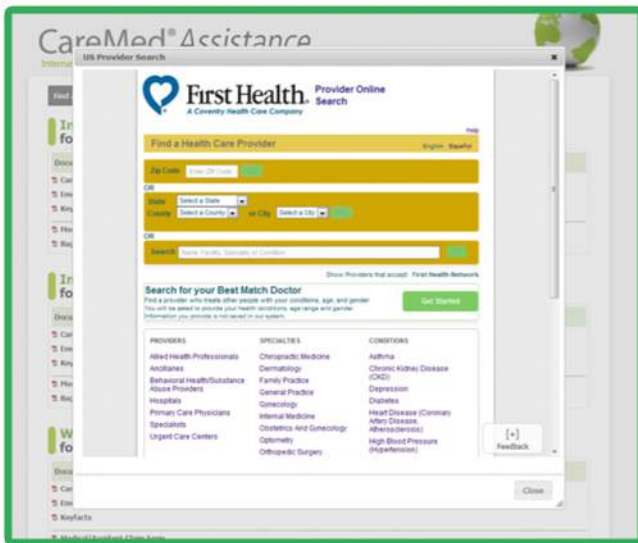 CareMed® Assistance
US Provider Search
First Health.
Provider Online
Search
A Coventry Health Care Company
Help
Find a Health Care Provider
English Español
Zip Code Enter ZIP Code
OR
State Select a State
County Select a County or City Select a City
OR
Search Name, Facility, Specialty or Condition
Show Providers that accept: First Health Network
Search for your Best Match Doctor
Find a provider who treats other people with your conditions, age, and gender
You will be asked to provide your health conditions, age range and gender
Information you provide is not saved in our system.
Get Started
PROVIDERS
Allied Health Professionals
Ancillaries
Behavioral Health/Substance
Abuse Providers
Hospitals
Primary Care Physicians
Specialists
Urgent Care Centers
SPECIALTIES
Chiropractic Medicine
Dermatology
Family Practice
General Practice
Gynecology
Internal Medicine
Obstetrics And Gynecology
Optometry
Orthopedic Surgery
CONDITIONS
Asthma
Chronic Kidney Disease
(CKD)
Depression
Diabetes
Heart Disease (Coronary
Artery Disease,
Atherosclerosis)
High Blood Pressure
(Hypertension)
[+]
Feedback
Close
Keyfacts